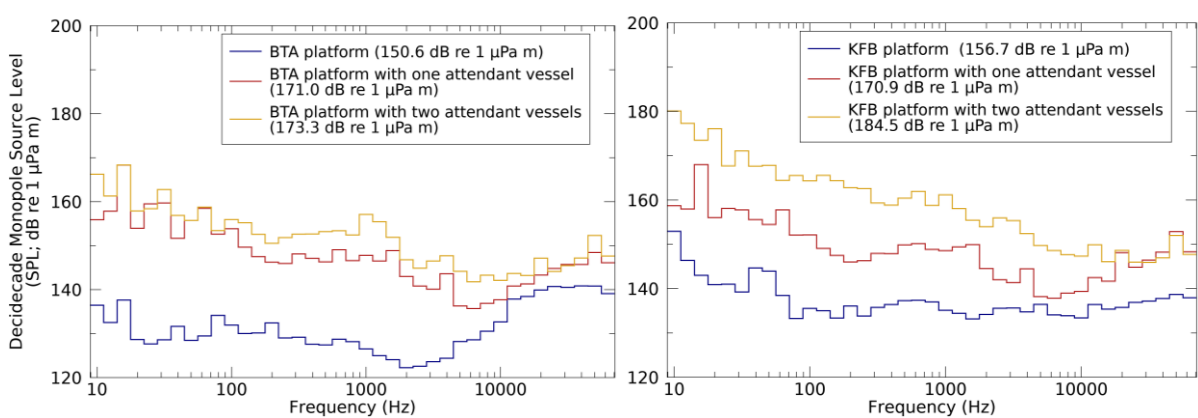 Decidecade Monopole Source Level
(SPL; dB re 1 μPa m)
200
180
160
140
120
BTA platform (150.6 dB re 1 μPa m)
BTA platform with one attendant vessel
(171.0 dB re 1 μPa m)
BTA platform with two attendant vessels
(173.3 dB re 1 μPa m)
10
100
1000
10000
Frequency (Hz)
200
180
160
140
120
KFB platform (156.7 dB re 1 μPa m)
KFB platform with one attendant vessel
(170.9 dB re 1 μPa m)
KFB platform with two attendant vessels
(184.5 dB re 1 μPa m)
10
100
1000
10000
Frequency (Hz)